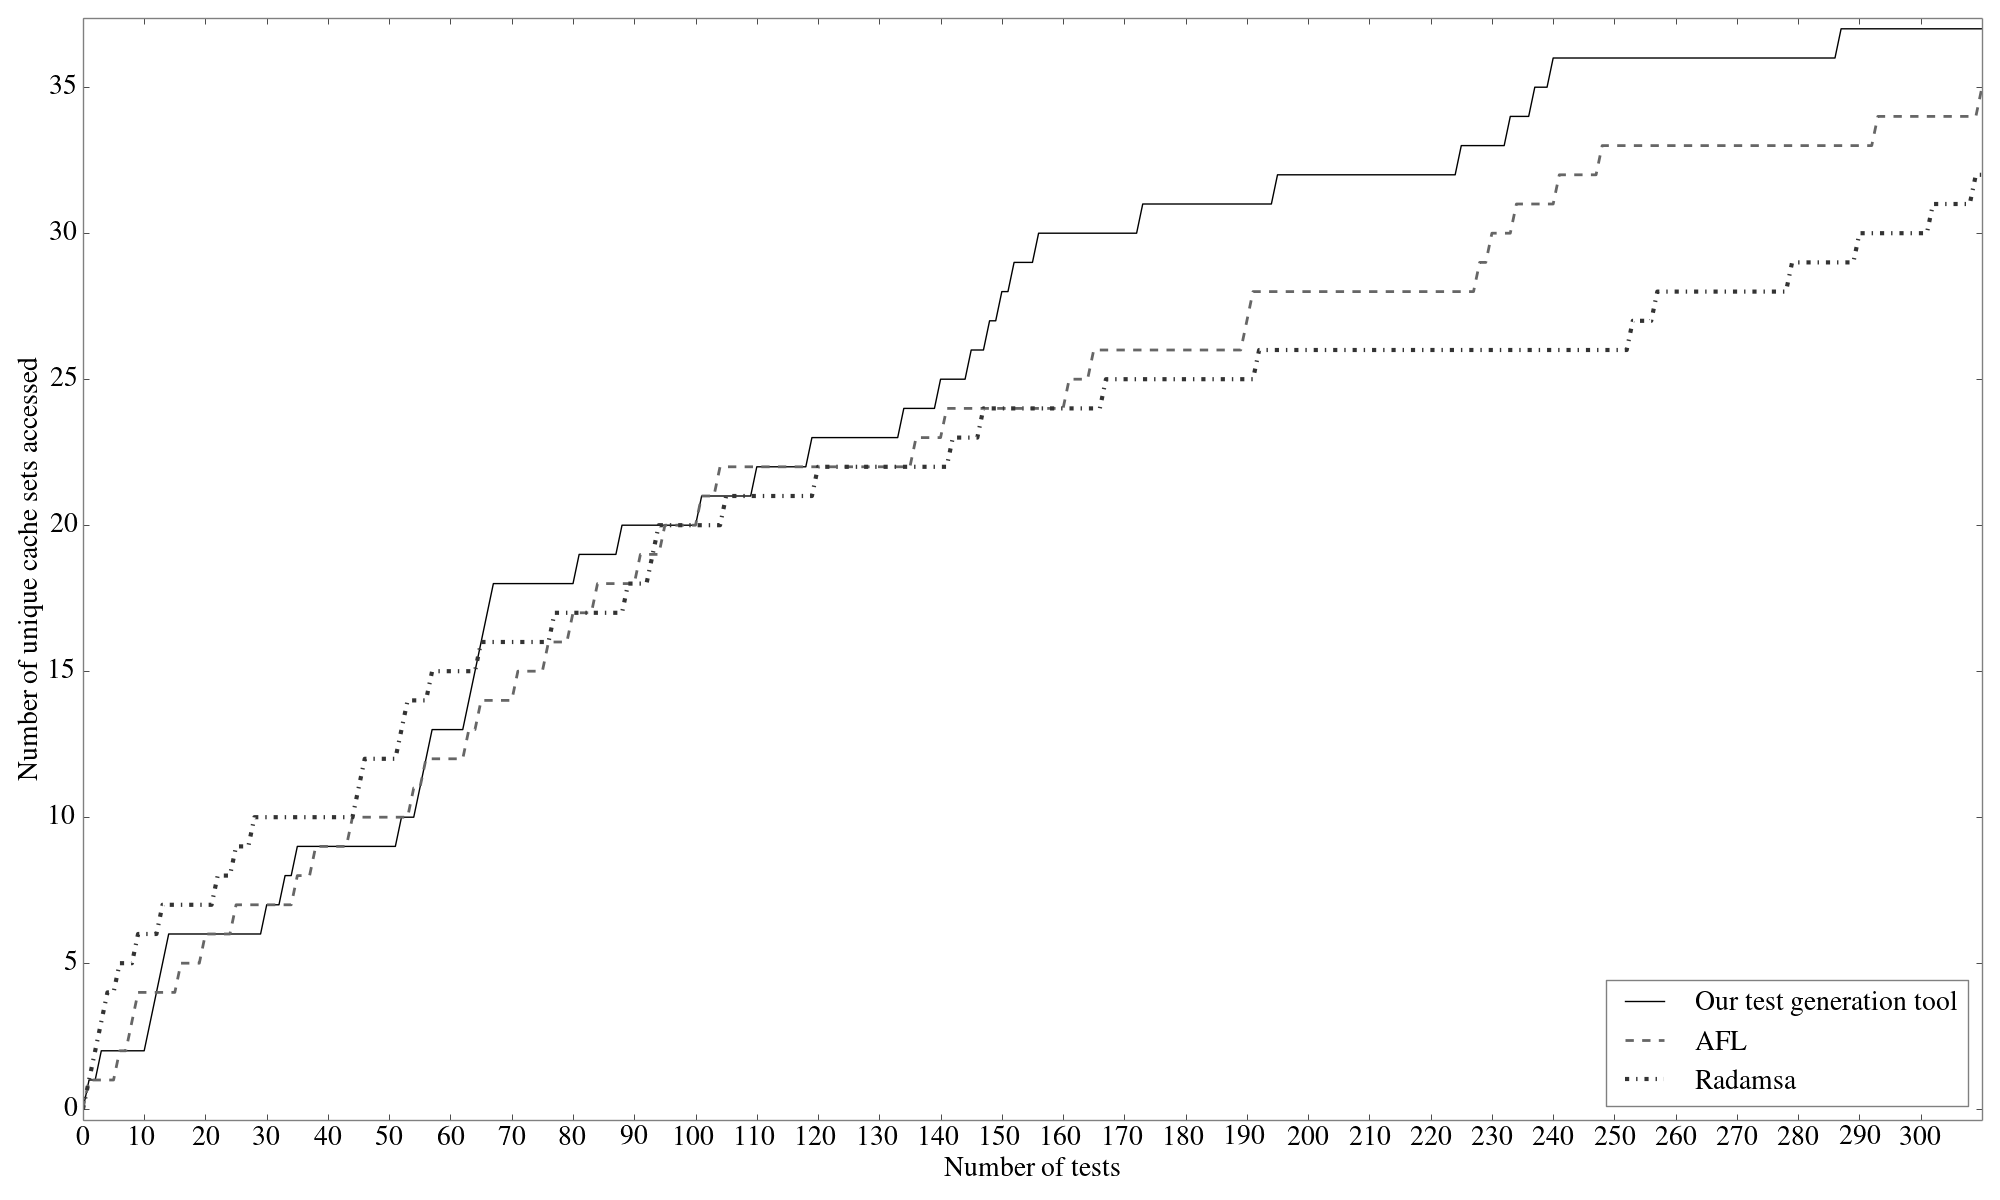 Number of unique cache sets accessed
35
30
25
20
15
10
5
0
0 10 20 30 40 50 60 70 80 90 100 110 120 130 140 150 160 170 180 190 200 210 220 230 240 250 260 270 280 290 300
Number of tests
Our test generation tool
AFL
Radamsa